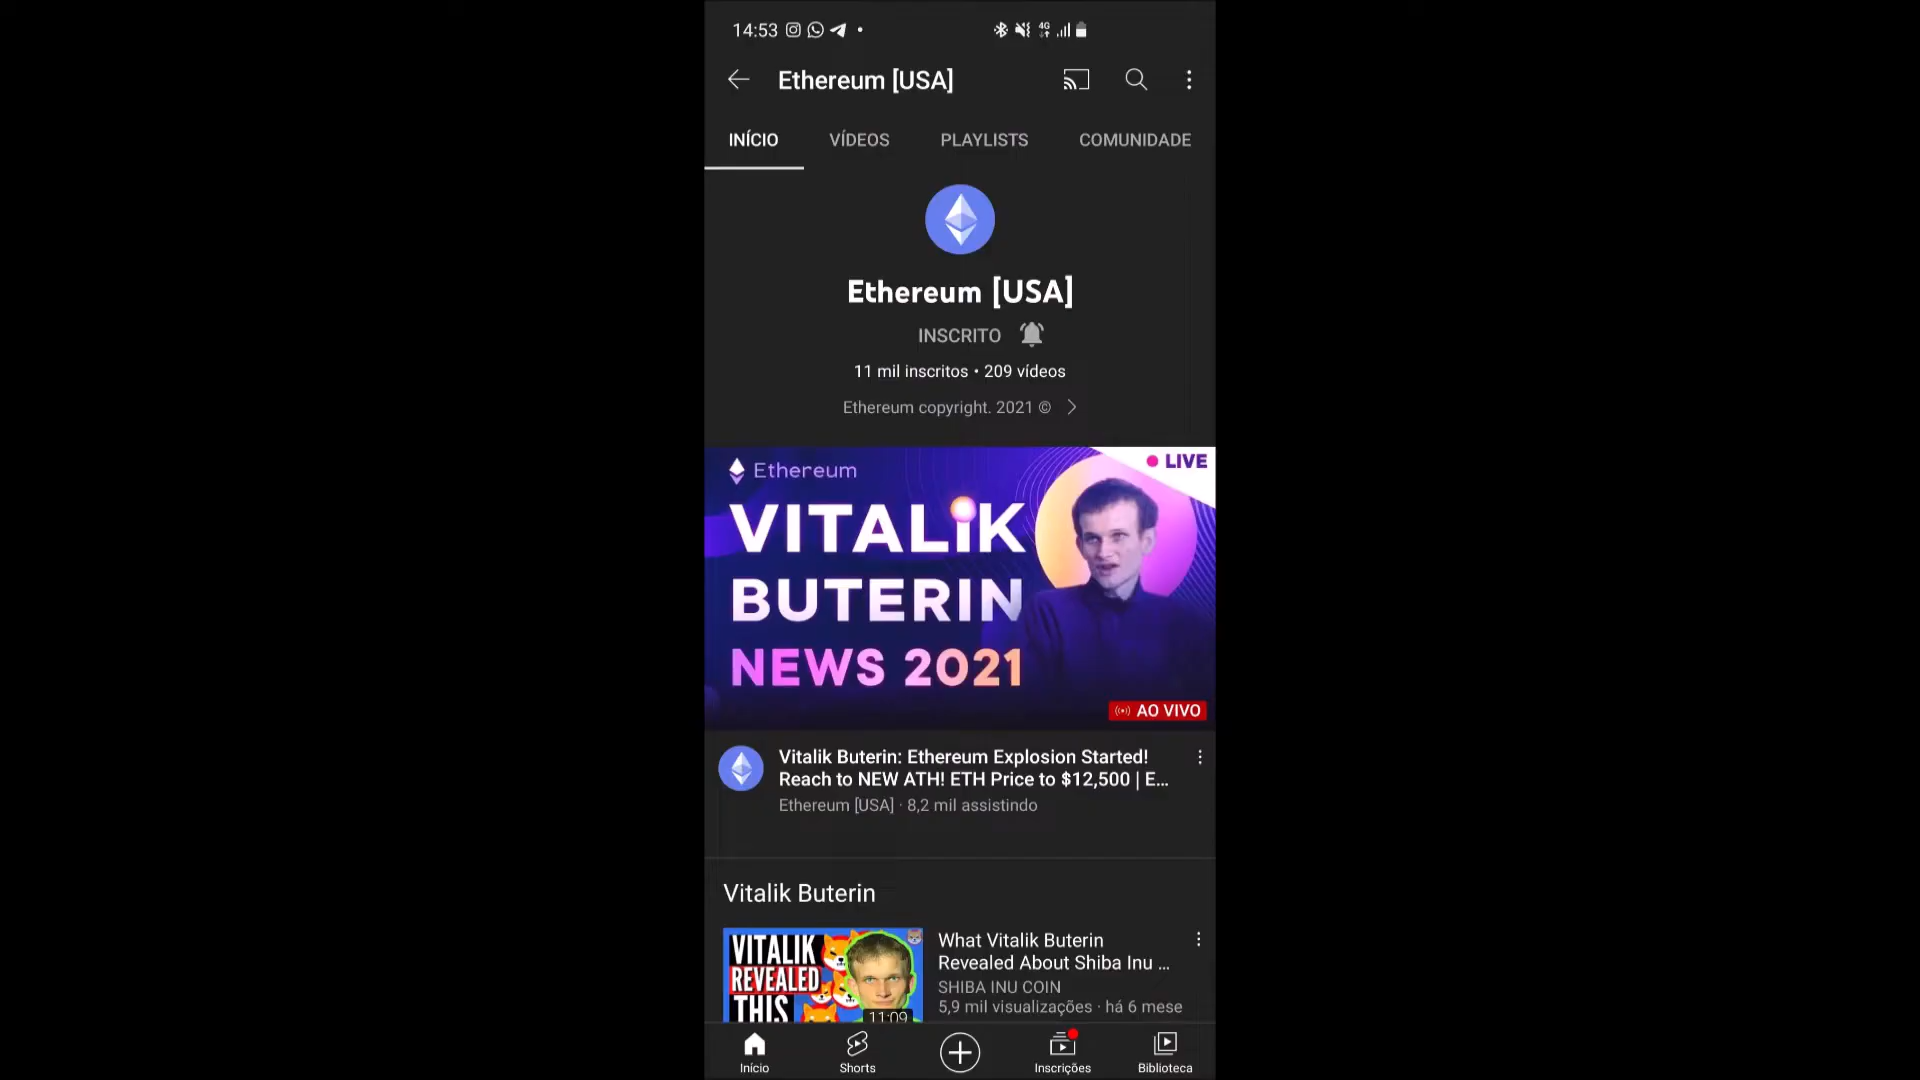 14:53
4G
Ethereum [USA]
INÍCIO
VÍDEOS
PLAYLISTS
COMUNIDADE
Ethereum [USA]
INSCRITO
11 mil inscritos • 209 vídeos
Ethereum copyright. 2021 ©
Ethereum
LIVE
VITALiK
BUTERIN
NEWS 2021
AO VIVO
Vitalik Buterin: Ethereum Explosion Started!
Reach to NEW ATH! ETH Price to $12,500 | E...
Ethereum [USA] · 8,2 mil assistindo
Vitalik Buterin
VITALIK
REVEALED
THIS
11:09
What Vitalik Buterin
Revealed About Shiba Inu ...
SHIBA INU COIN
5,9 mil visualizações · há 6 mese
Início
Shorts
Inscrições
Biblioteca